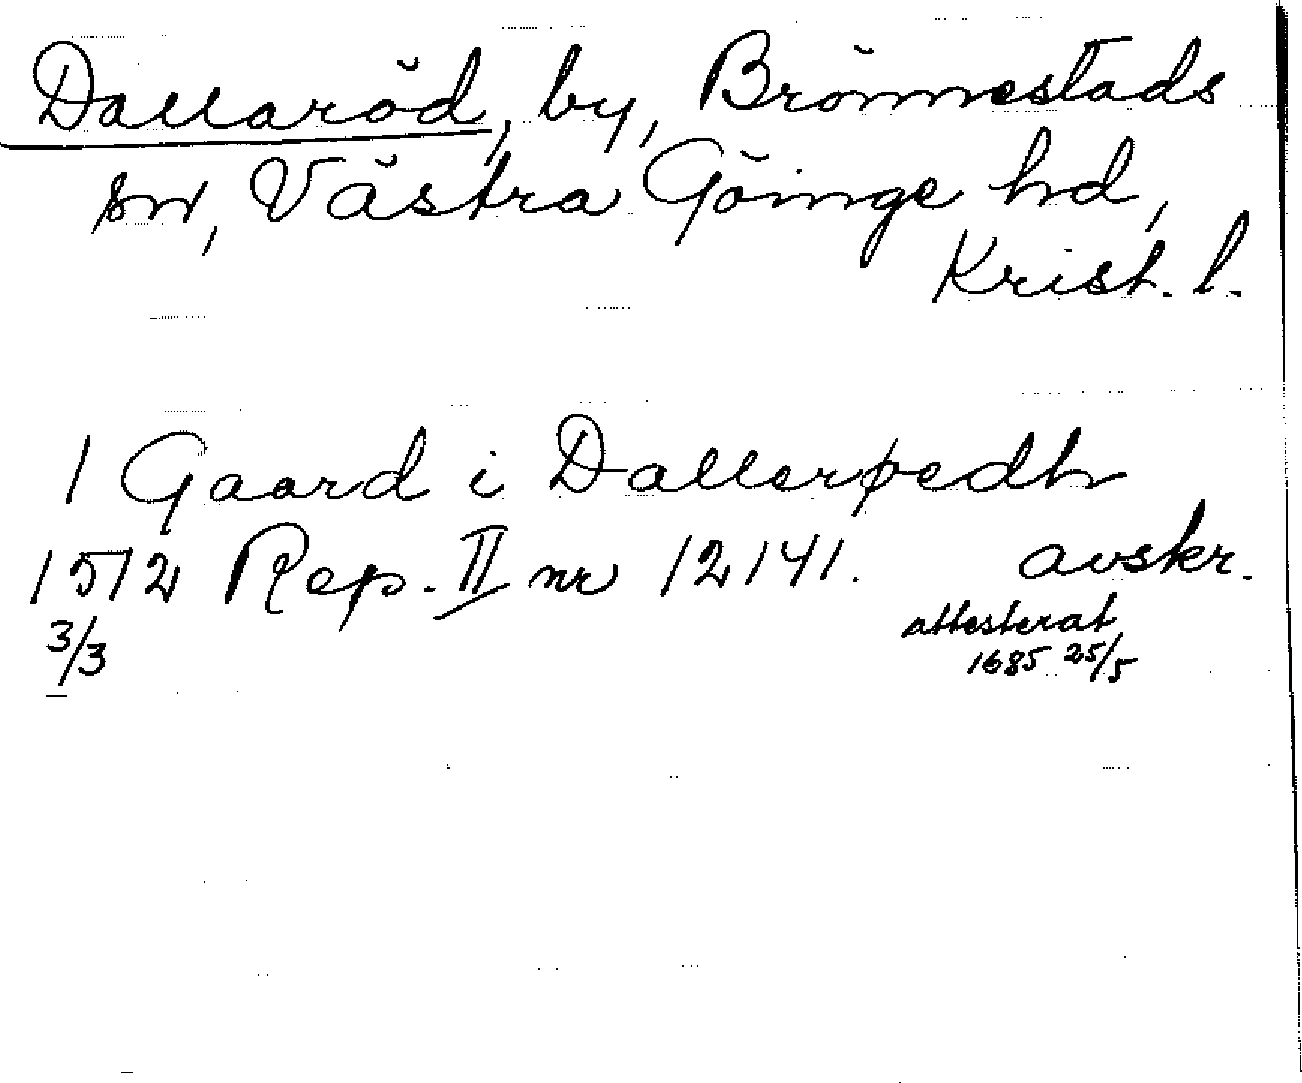 Dallaröd, by, Brönnestads
sn, Västra Göinge hd,
Krist. l.
1 Gaard i Dallerøedh
1512 Rep. II nr 12141. avskr.
3/3 attesterat
1685 25/5